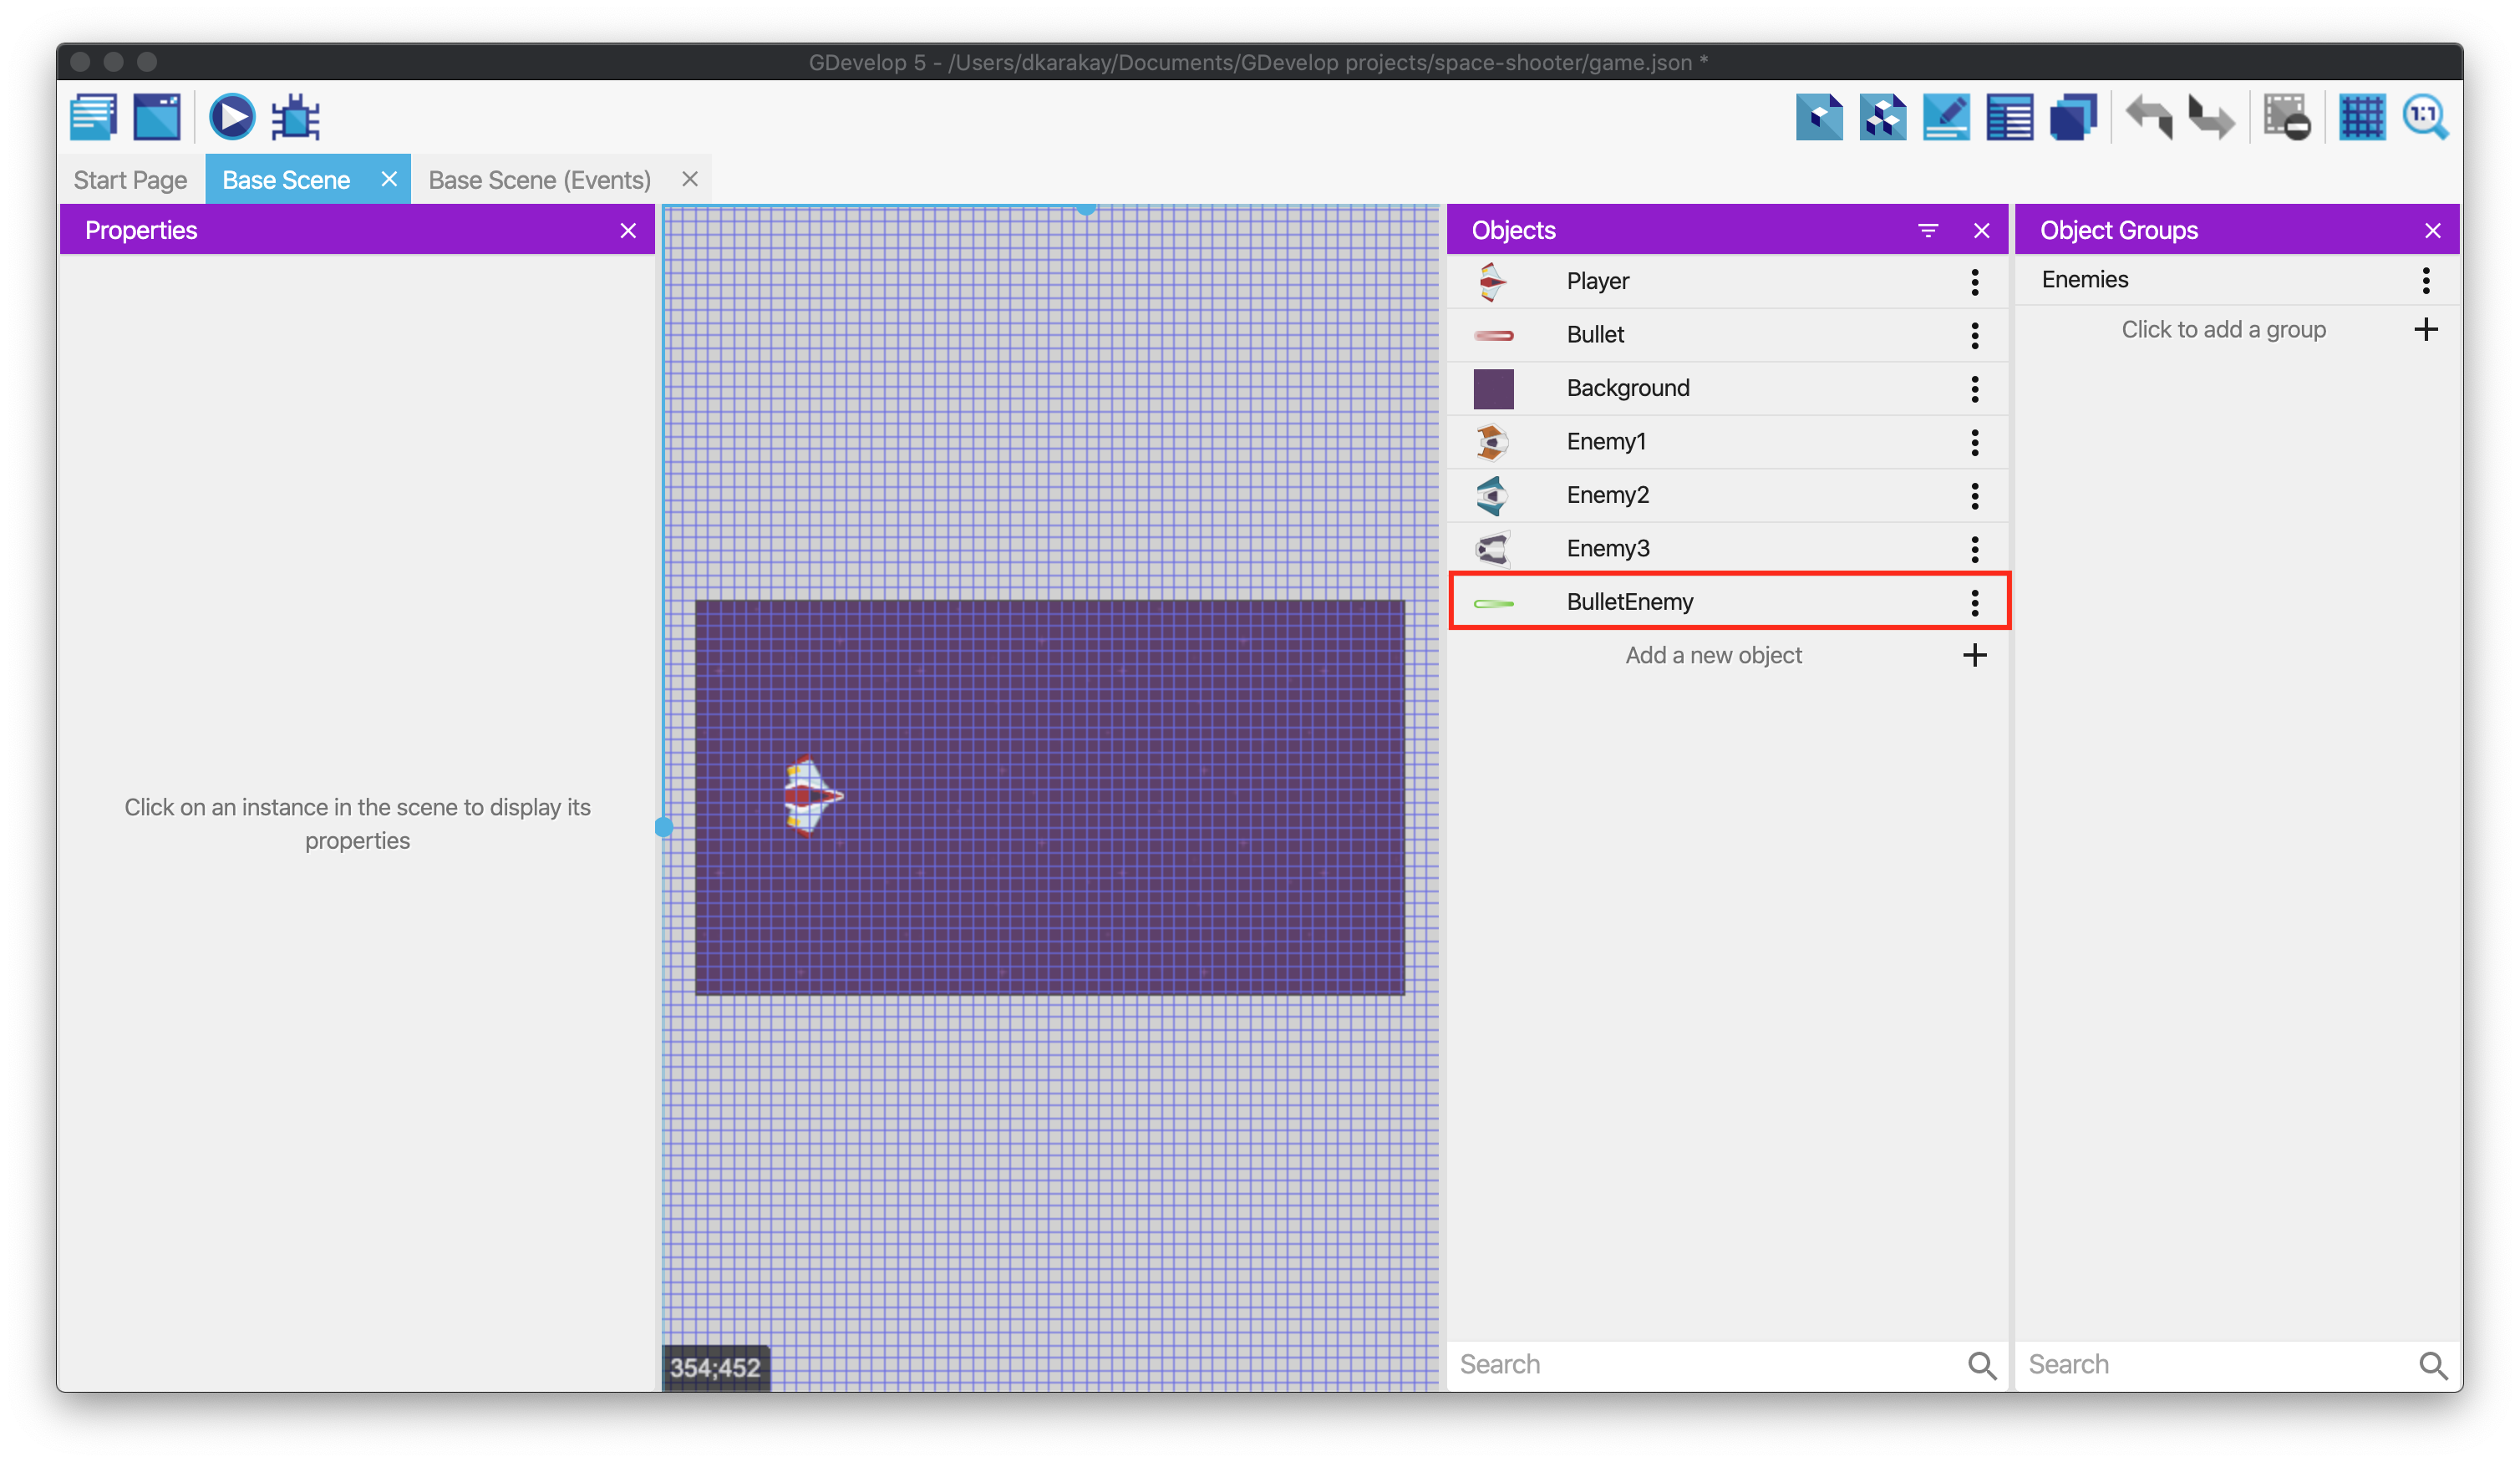 GDevelop 5 - /Users/dkarakay/Documents/GDevelop projects/space-shooter/game.json *
1:1
Start Page
Base Scene
Base Scene (Events)
Properties
Click on an instance in the scene to display its
properties
354;452
Objects
Player
Bullet
Background
Enemy1
Enemy2
Enemy3
BulletEnemy
Add a new object
Search
Object Groups
Enemies
Click to add a group
Search